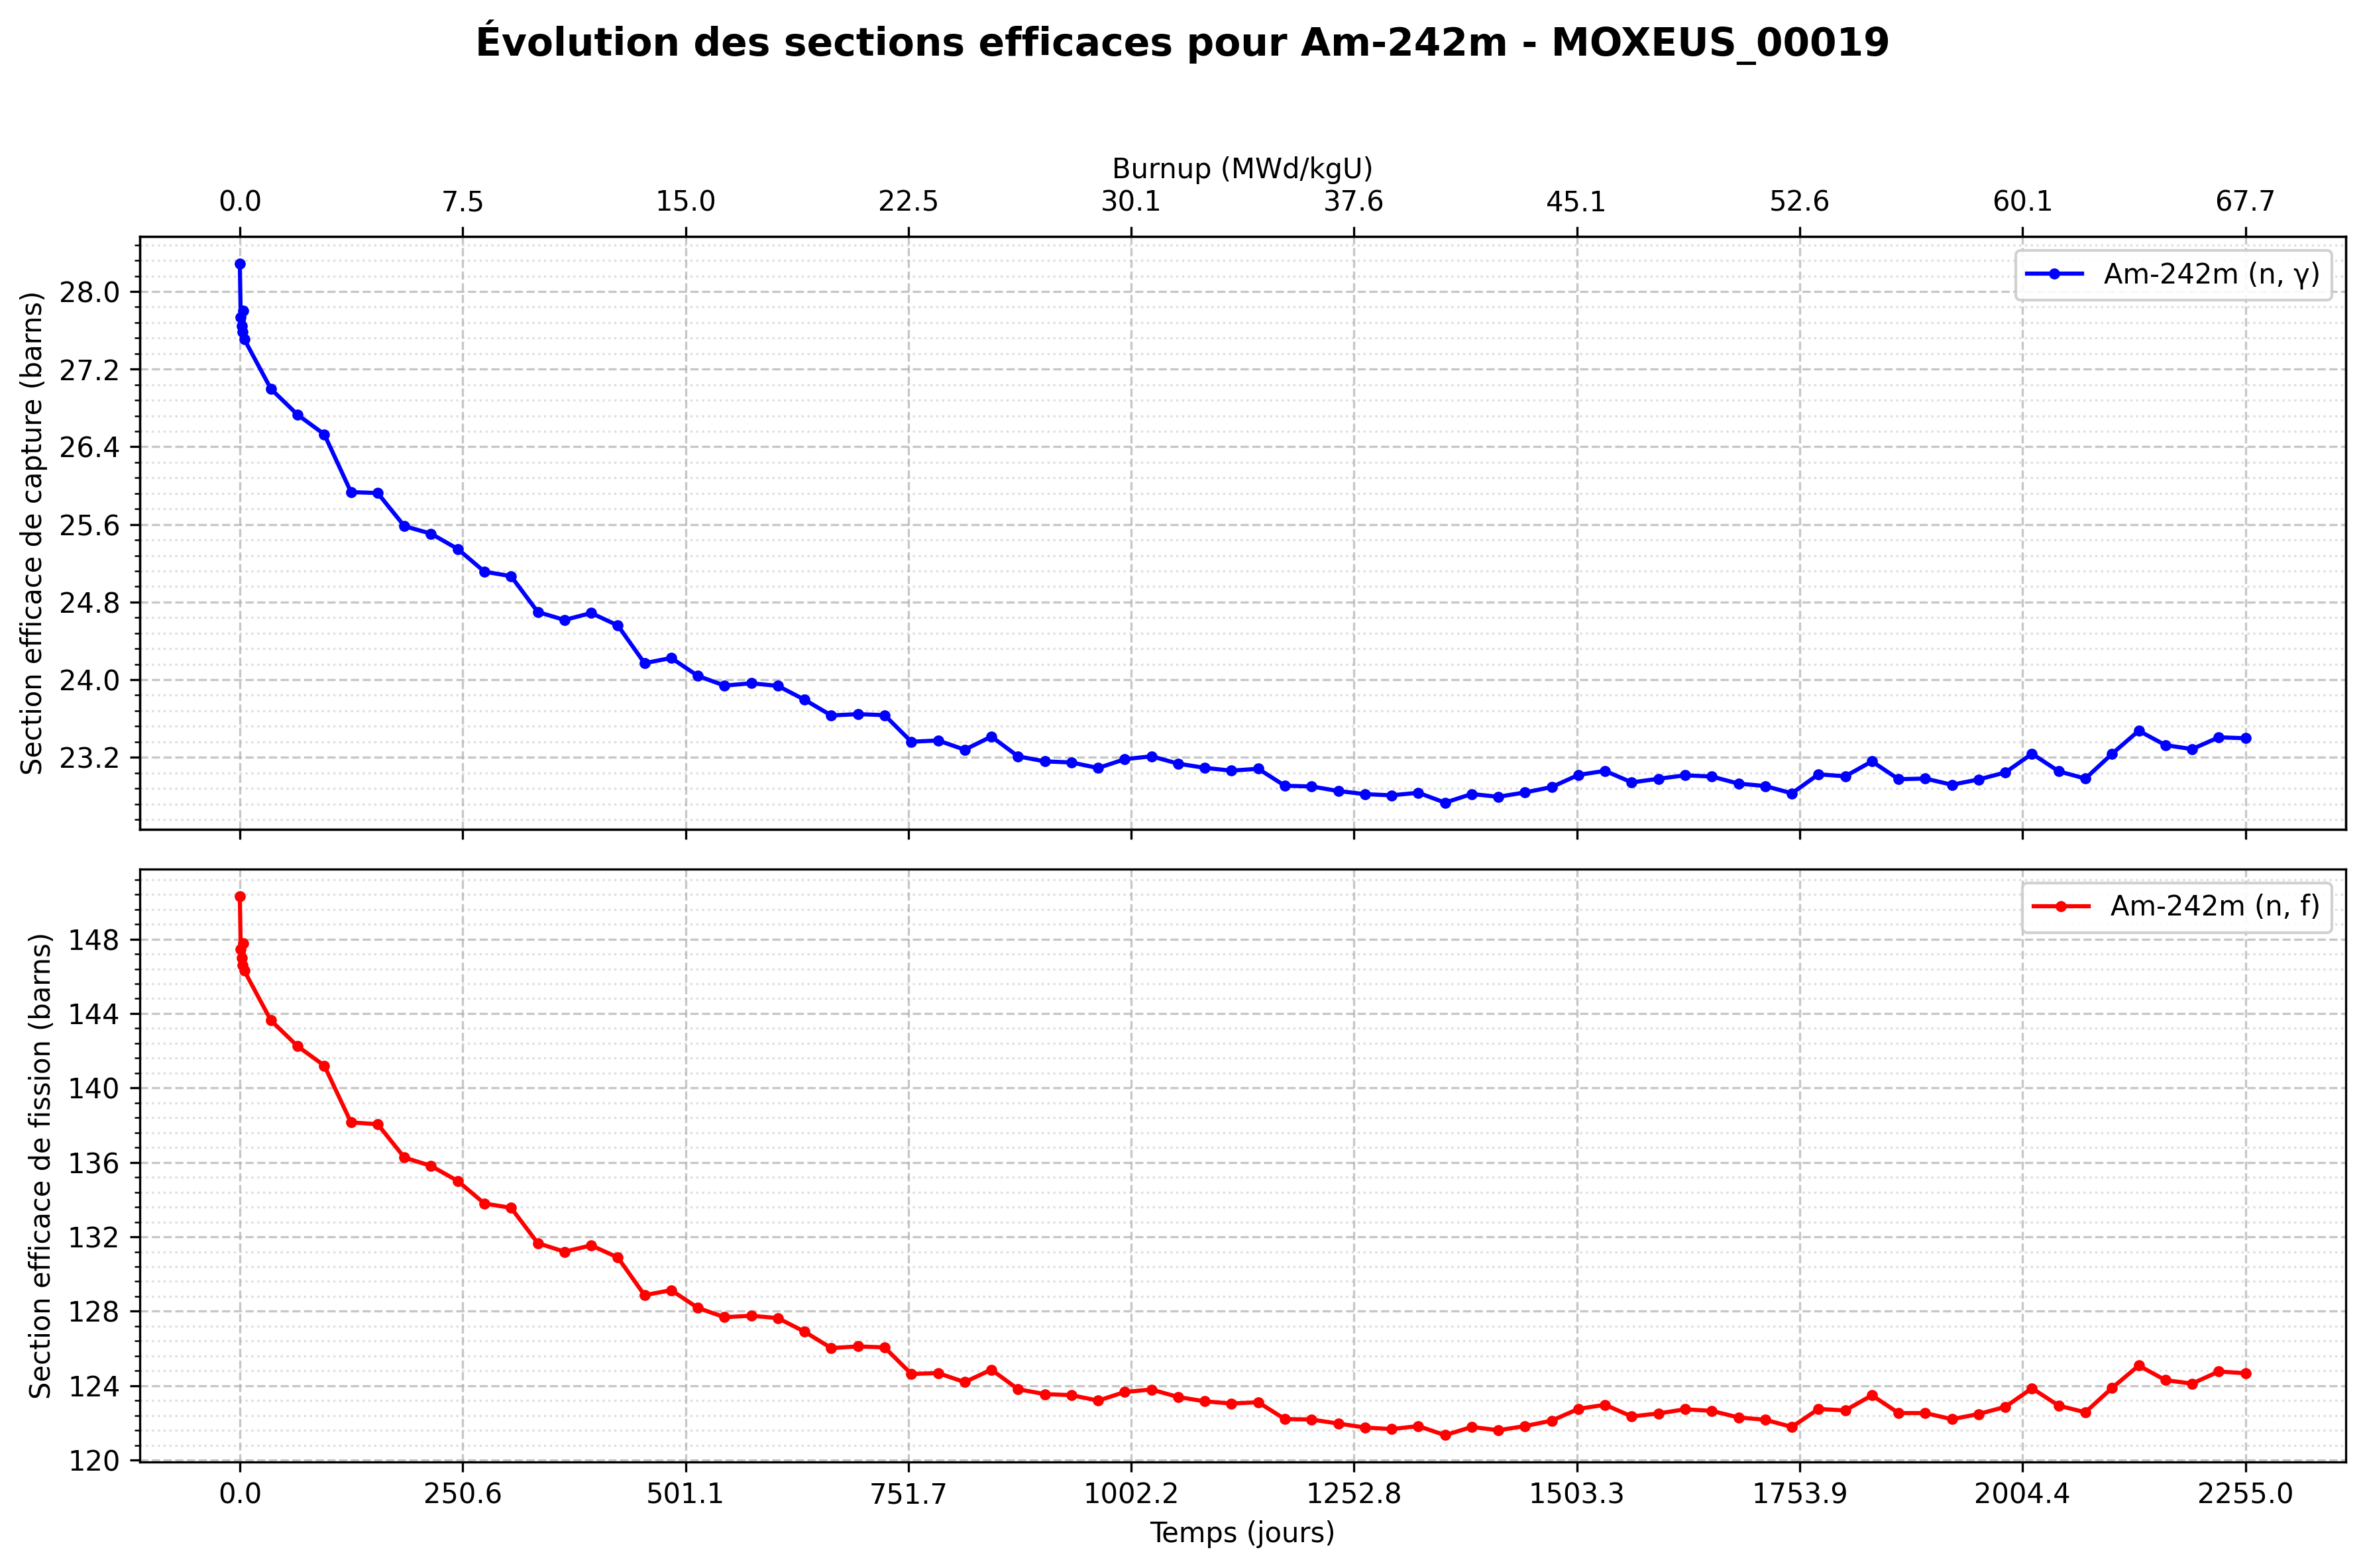 Évolution des sections efficaces pour Am-242m - MOXEUS_00019
Burnup (MWd/kgU)
0.0 7.5 15.0 22.5 30.1 37.6 45.1 52.6 60.1 67.7
Am-242m (n, γ)
Section efficace de capture (barns)
28.0
27.2
26.4
25.6
24.8
24.0
23.2
Am-242m (n, f)
Section efficace de fission (barns)
148
144
140
136
132
128
124
120
0.0 250.6 501.1 751.7 1002.2 1252.8 1503.3 1753.9 2004.4 2255.0
Temps (jours)